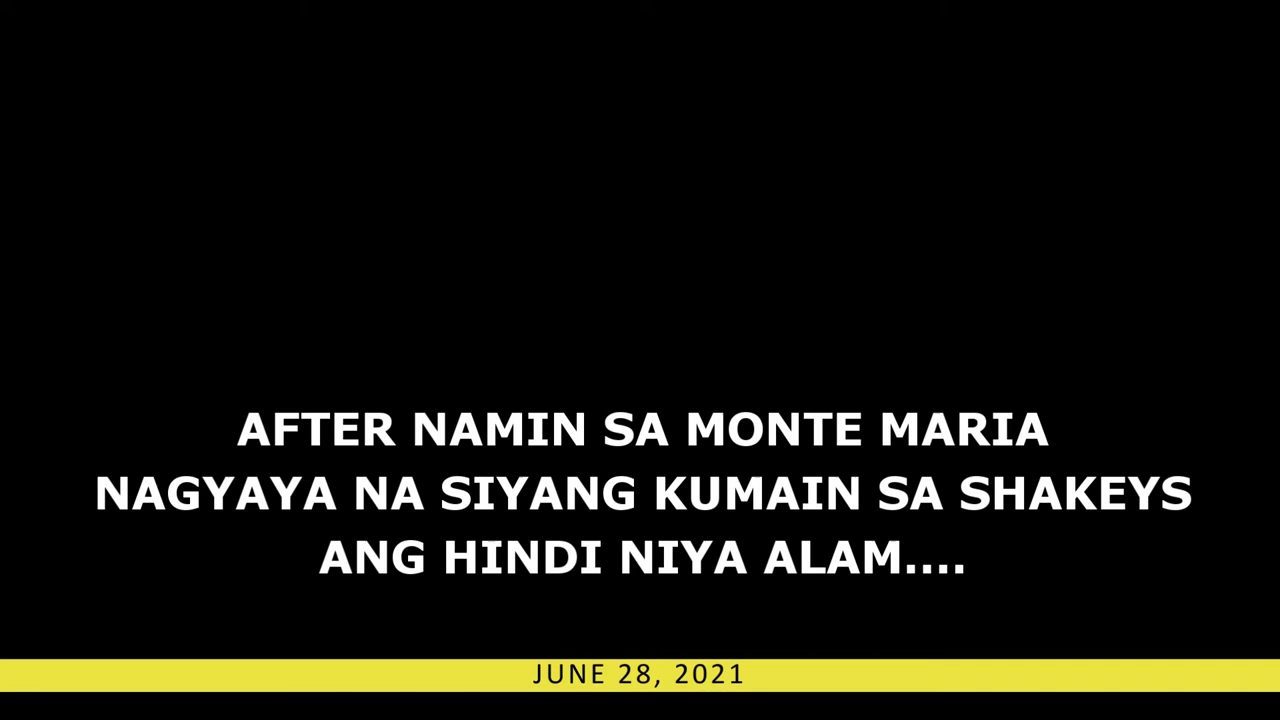 AFTER NAMIN SA MONTE MARIA
NAGYAYA NA SIYANG KUMAIN SA SHAKEYS
ANG HINDI NIYA ALAM....
JUNE 28, 2021